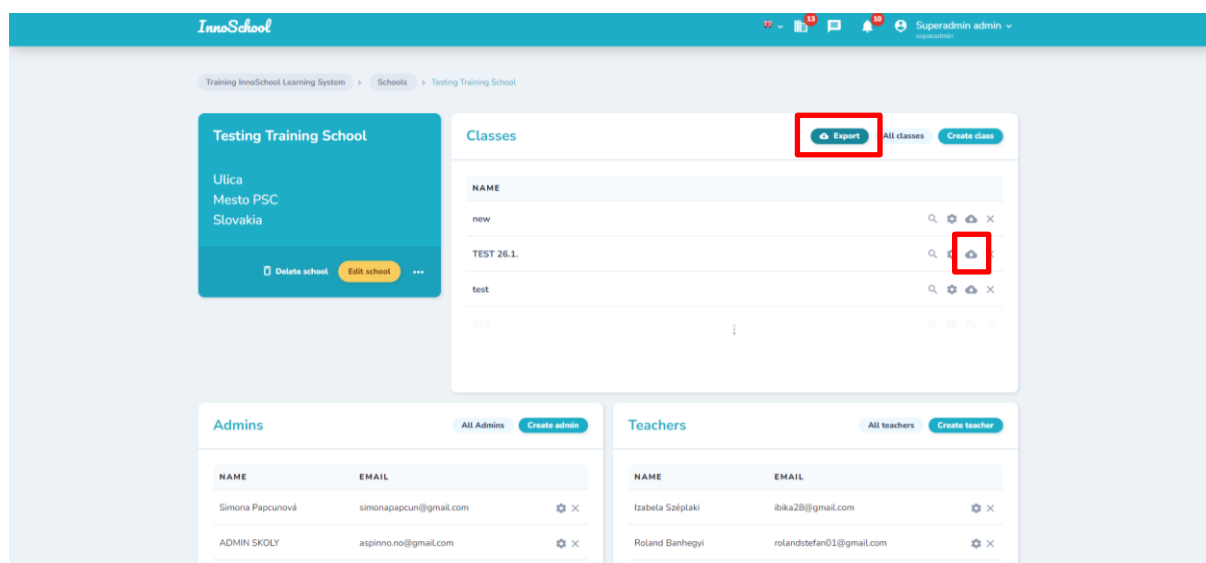 InnoSchool
13
10
Superadmin admin
superadmin
Training InnoSchool Learning System > Schools > Testing Training School
Testing Training School
Ulica
Mesto PSC
Slovakia
Delete school Edit school ...
Classes
Export All classes Create class
NAME
new
TEST 26.1.
test
Admins
All Admins Create admin
NAME EMAIL
Simona Papcunová simonapapcun@gmail.com
ADMIN SKOLY aspinno.no@gmail.com
Teachers
All teachers Create teacher
NAME EMAIL
Izabela Széplaki ibika28@gmail.com
Roland Banhegyi rolandstefan01@gmail.com